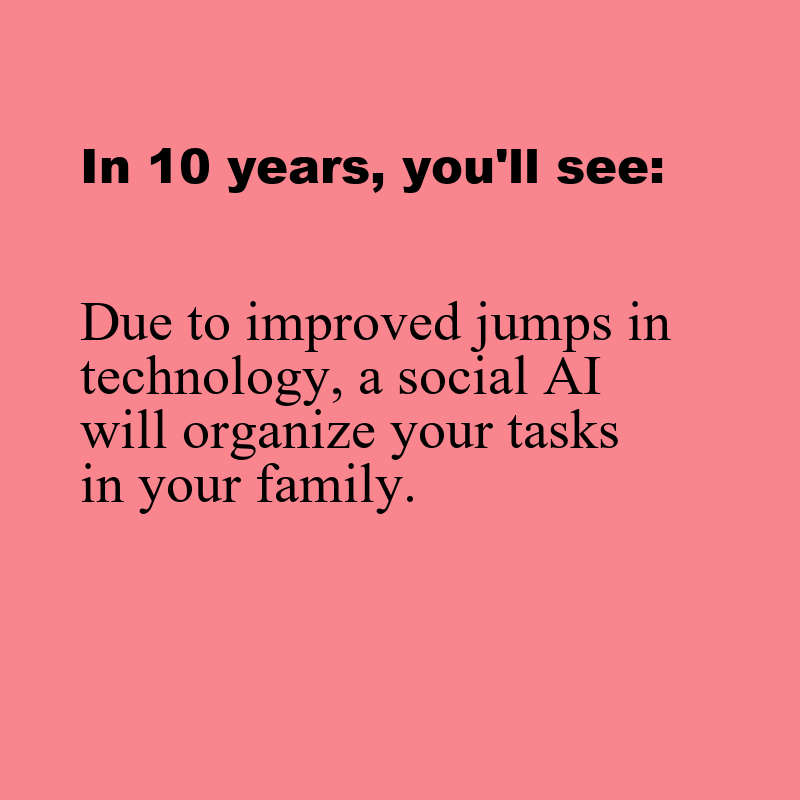 In 10 years, you'll see:
Due to improved jumps in
technology, a social AI
will organize your tasks
in your family.